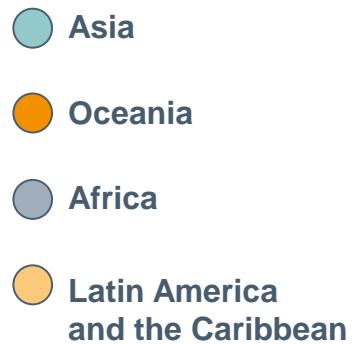 Asia
Oceania
Africa
Latin America
and the Caribbean